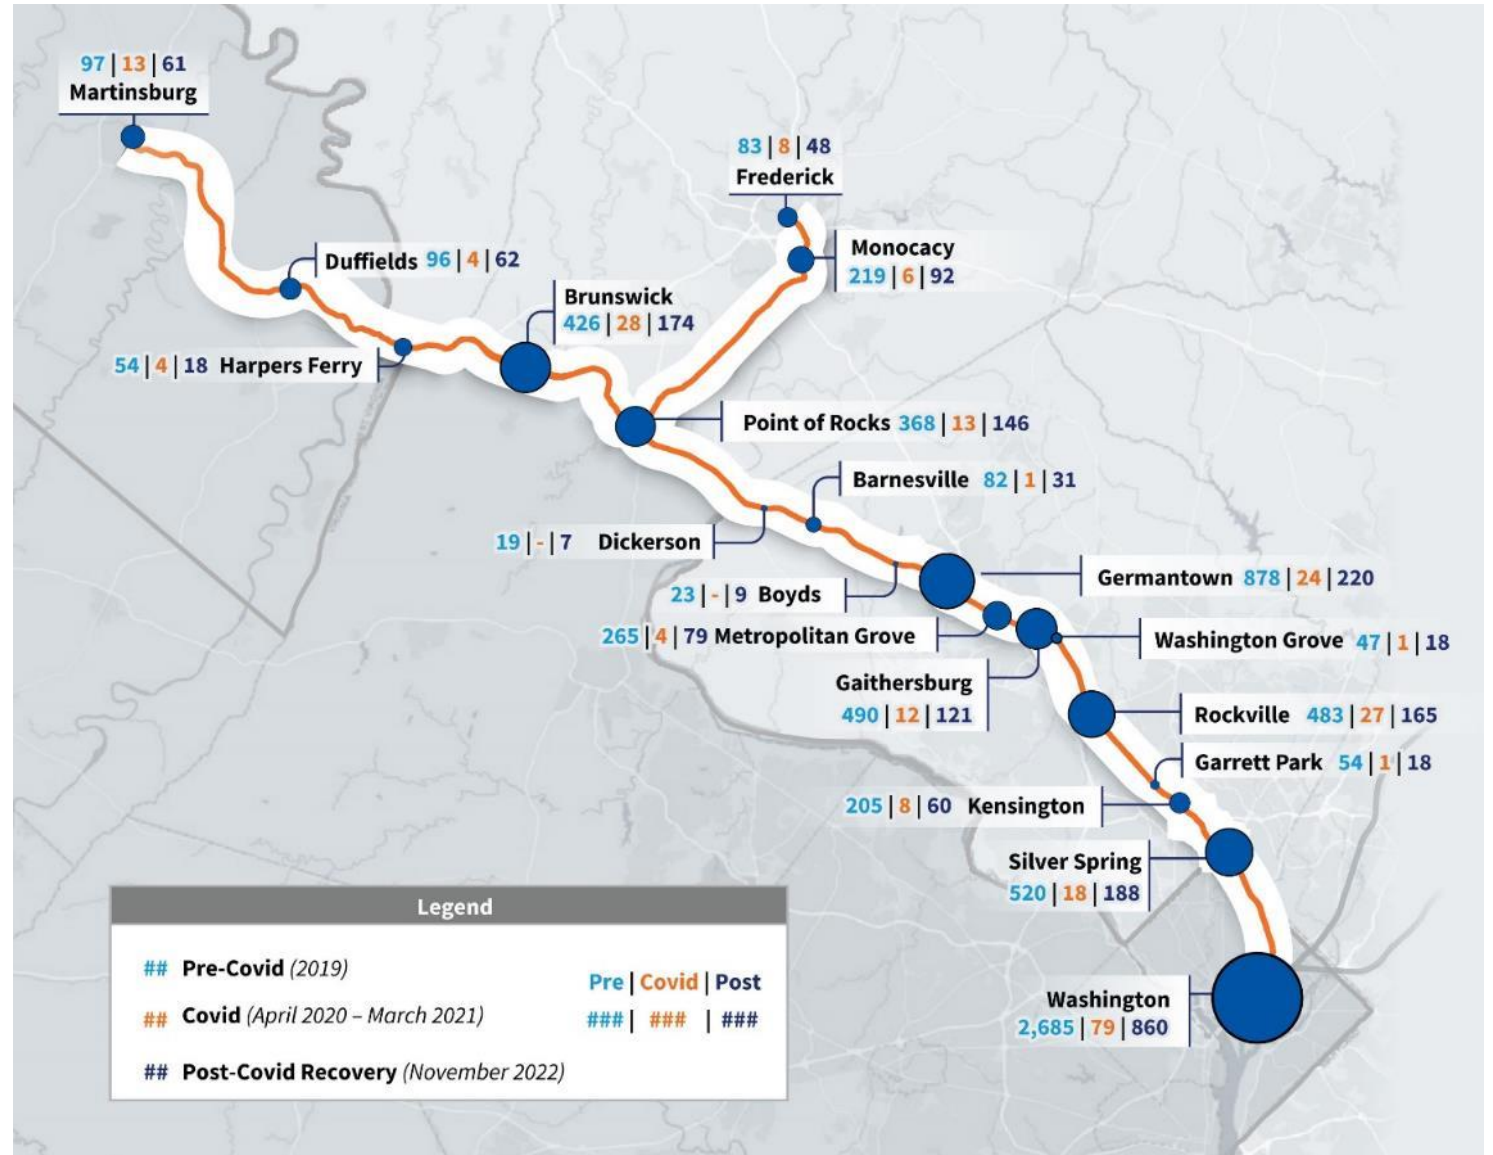 97 | 13 | 61
Martinsburg
83 | 8 | 48
Frederick
Monocacy
219 | 6 | 92
Duffields 96 | 4 | 62
Brunswick
426 | 28 | 174
54 | 4 | 18 Harpers Ferry
Point of Rocks 368 | 13 | 146
Barnesville 82 | 1 | 31
19 | - | 7 Dickerson
Germantown 878 | 24 | 220
23 | - | 9 Boyds
265 | 4 | 79 Metropolitan Grove
Washington Grove 47 | 1 | 18
Gaithersburg
490 | 12 | 121
Rockville 483 | 27 | 165
Garrett Park 54 | 1 | 18
205 | 8 | 60 Kensington
Silver Spring
520 | 18 | 188
Washington
2,685 | 79 | 860
Legend
## Pre-Covid (2019)
## Covid (April 2020 – March 2021)
## Post-Covid Recovery (November 2022)
Pre | Covid | Post
### | ### | ###